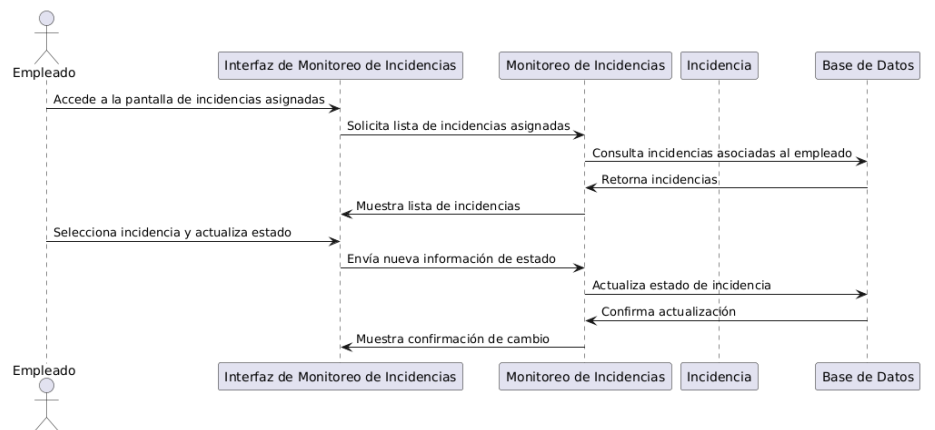 Empleado
Interfaz de Monitoreo de Incidencias
Monitoreo de Incidencias
Incidencia
Base de Datos
Accede a la pantalla de incidencias asignadas
Solicita lista de incidencias asignadas
Consulta incidencias asociadas al empleado
Retorna incidencias
Muestra lista de incidencias
Selecciona incidencia y actualiza estado
Envía nueva información de estado
Actualiza estado de incidencia
Confirma actualización
Muestra confirmación de cambio
Empleado
Interfaz de Monitoreo de Incidencias
Monitoreo de Incidencias
Incidencia
Base de Datos